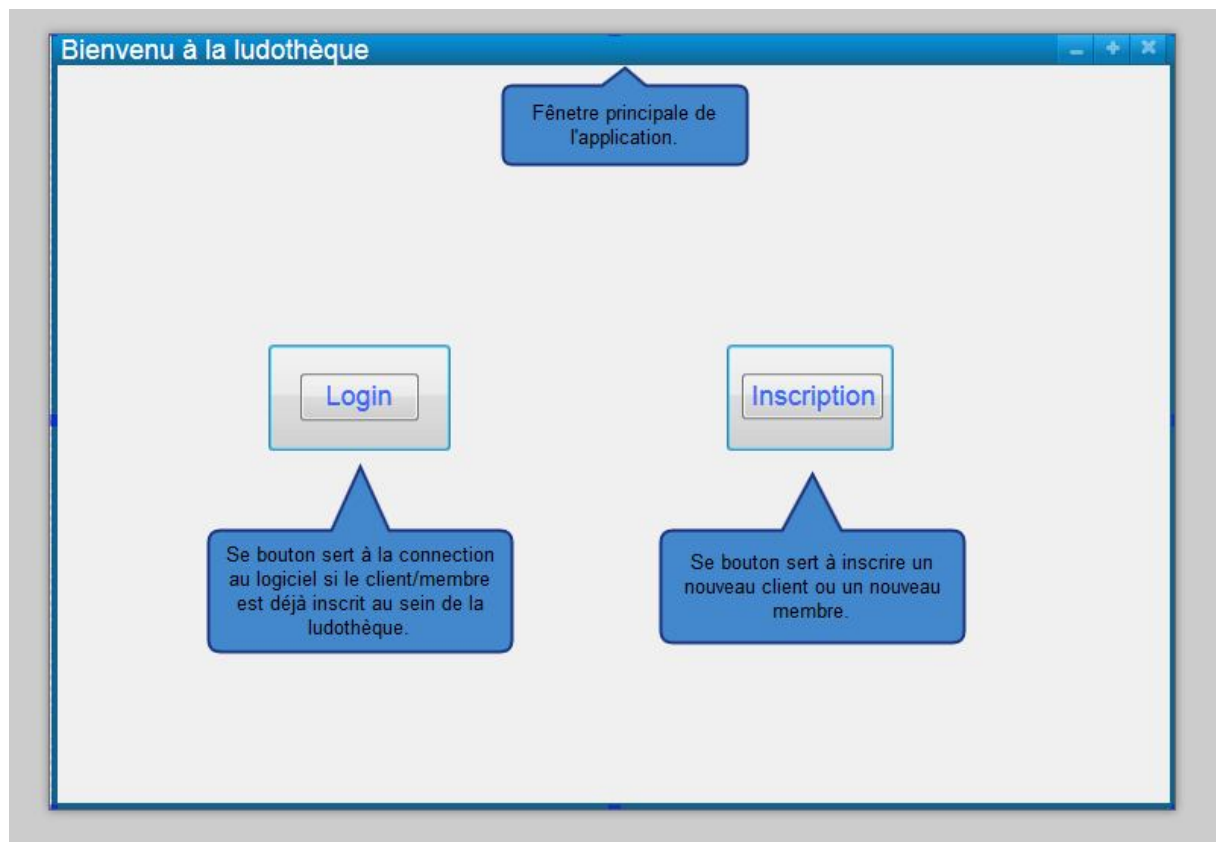 Bienvenu à la ludothèque
Fênetre principale de
l'application.
Login
Inscription
Se bouton sert à la connection
au logiciel si le client/membre
est déjà inscrit au sein de la
ludothèque.
Se bouton sert à inscrire un
nouveau client ou un nouveau
membre.